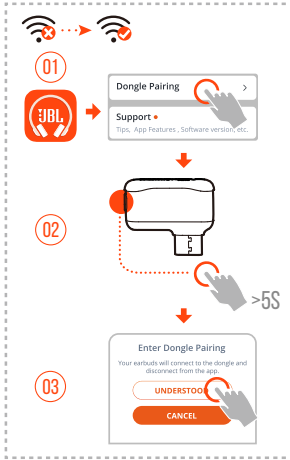 01
JBL
Dongle Pairing
Support
Tips, App Features , Software version, etc.
02
>5S
03
Enter Dongle Pairing
Your earbuds will connect to the dongle and
disconnect from the app.
UNDERSTOO
CANCEL